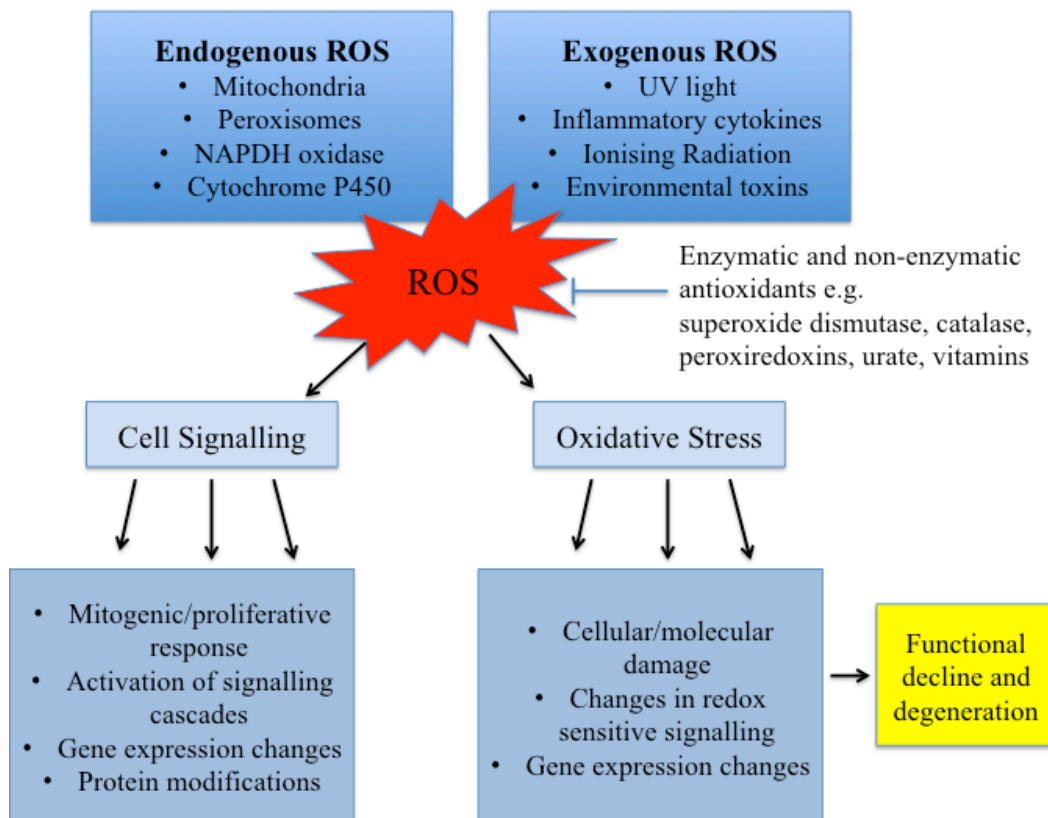 Endogenous ROS
• Mitochondria
• Peroxisomes
• NAPDH oxidase
• Cytochrome P450
Exogenous ROS
• UV light
• Inflammatory cytokines
• Ionising Radiation
• Environmental toxins
ROS
Enzymatic and non-enzymatic
antioxidants e.g.
superoxide dismutase, catalase,
peroxiredoxins, urate, vitamins
Cell Signalling
Oxidative Stress
• Mitogenic/proliferative
response
• Activation of signalling
cascades
• Gene expression changes
• Protein modifications
• Cellular/molecular
damage
• Changes in redox
sensitive signalling
• Gene expression changes
Functional
decline and
degeneration